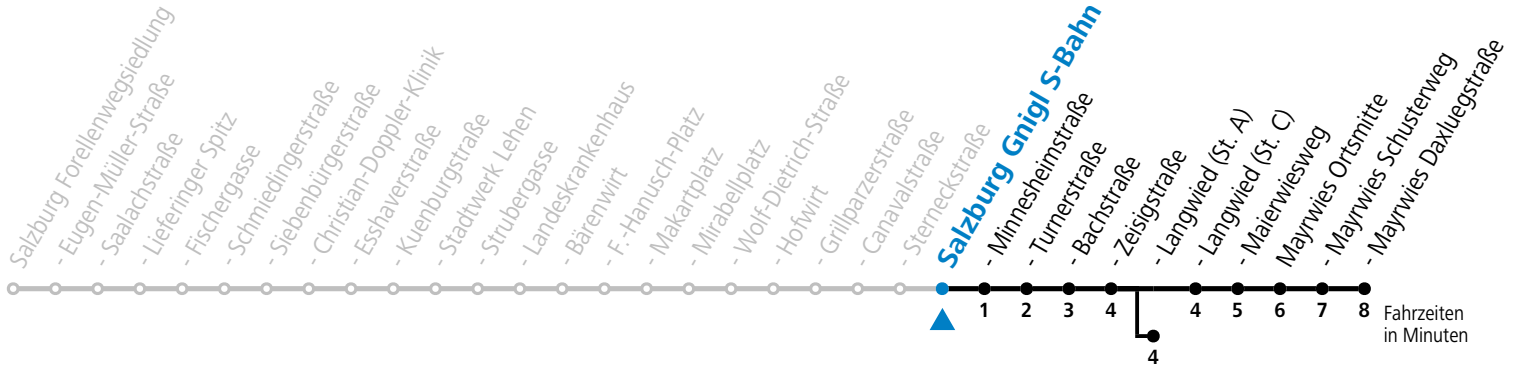 Salzburg Forellenwegsiedlung
- Eugen-Müller-Straße
- Saalachstraße
- Lieferinger Spitz
- Fischergasse
- Schmiedingerstraße
- Siebenbürgerstraße
- Christian-Doppler-Klinik
- Esshaverstraße
- Kuenburgstraße
- Stadtwerk Lehen
- Strubergasse
- Landeskrankenhaus
- Bärenwirt
- F.-Hanusch-Platz
- Makartplatz
- Mirabellplatz
- Wolf-Dietrich-Straße
- Hofwirt
- Grillparzerstraße
- Canavalstraße
- Sterneckstraße
Salzburg Gnigl S-Bahn
- Minnesheimstraße
- Turnerstraße
- Bachstraße
- Zeisigstraße
- Langwied (St. A)
- Langwied (St. C)
- Maierwiesweg
Mayrwies Ortsmitte
- Mayrwies Schusterweg
- Mayrwies Daxluegstraße
1 2 3 4 4 5 6 7 8 Fahrzeiten
in Minuten
4